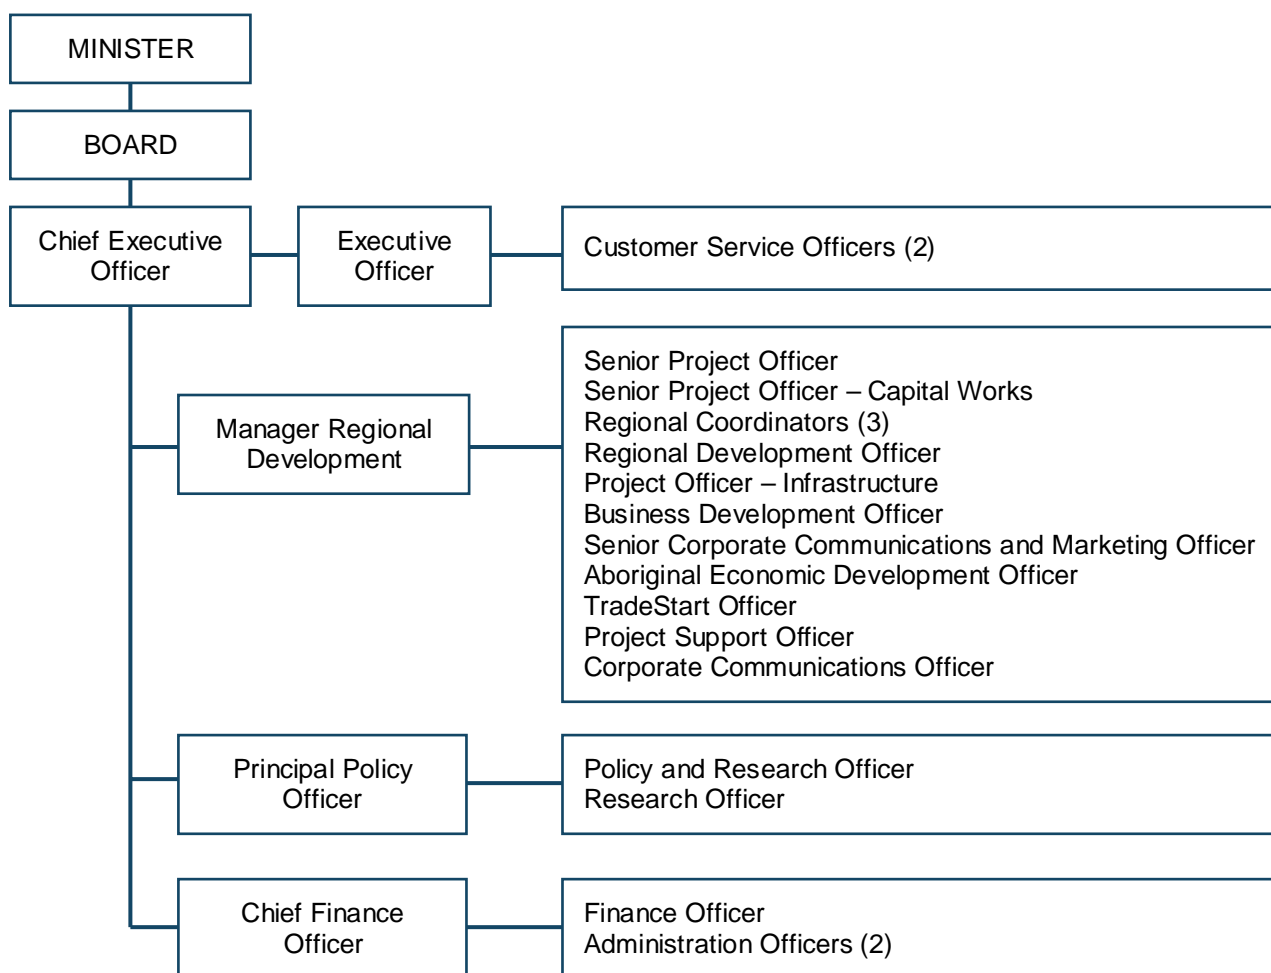 MINISTER
BOARD
Chief Executive
Officer
Executive
Officer
Customer Service Officers (2)
Manager Regional
Development
Senior Project Officer
Senior Project Officer – Capital Works
Regional Coordinators (3)
Regional Development Officer
Project Officer – Infrastructure
Business Development Officer
Senior Corporate Communications and Marketing Officer
Aboriginal Economic Development Officer
TradeStart Officer
Project Support Officer
Corporate Communications Officer
Principal Policy
Officer
Policy and Research Officer
Research Officer
Chief Finance
Officer
Finance Officer
Administration Officers (2)